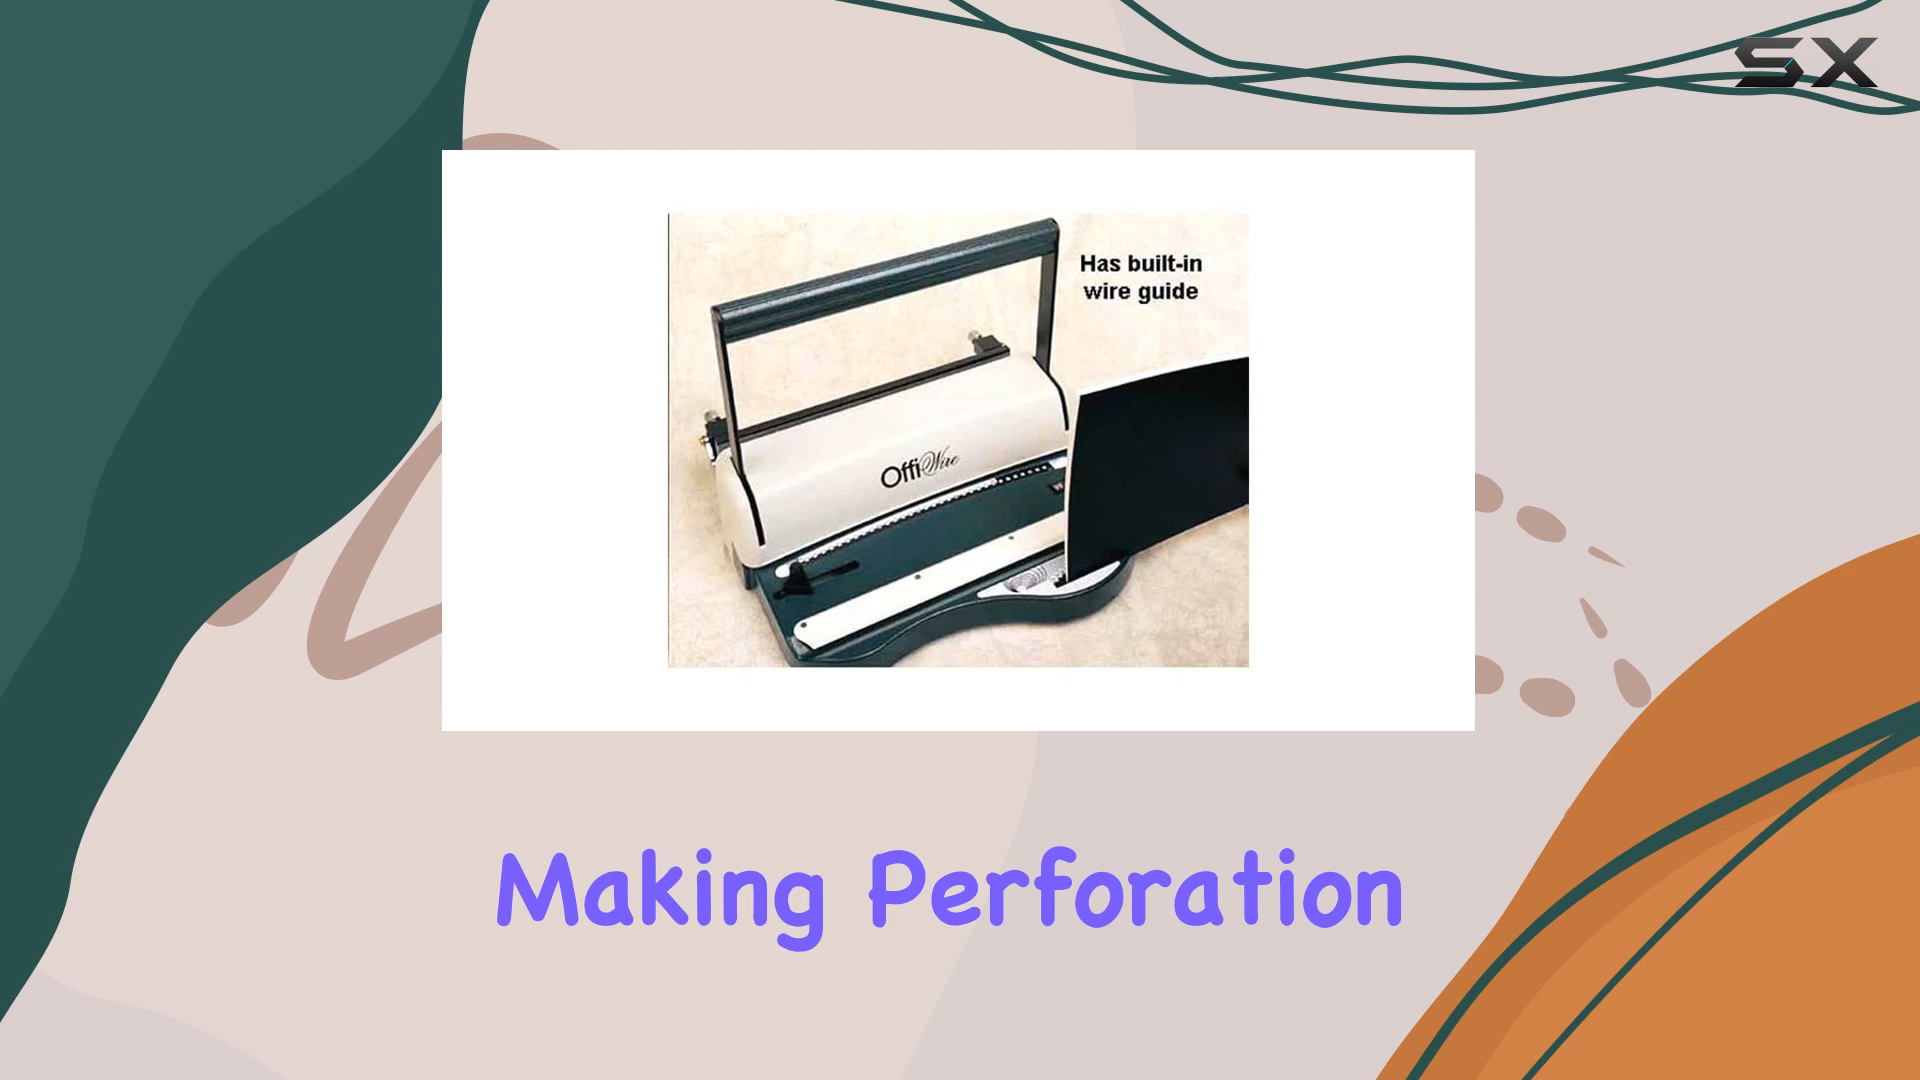 SX
Has built-in
wire guide
OffiWire
Making Perforation